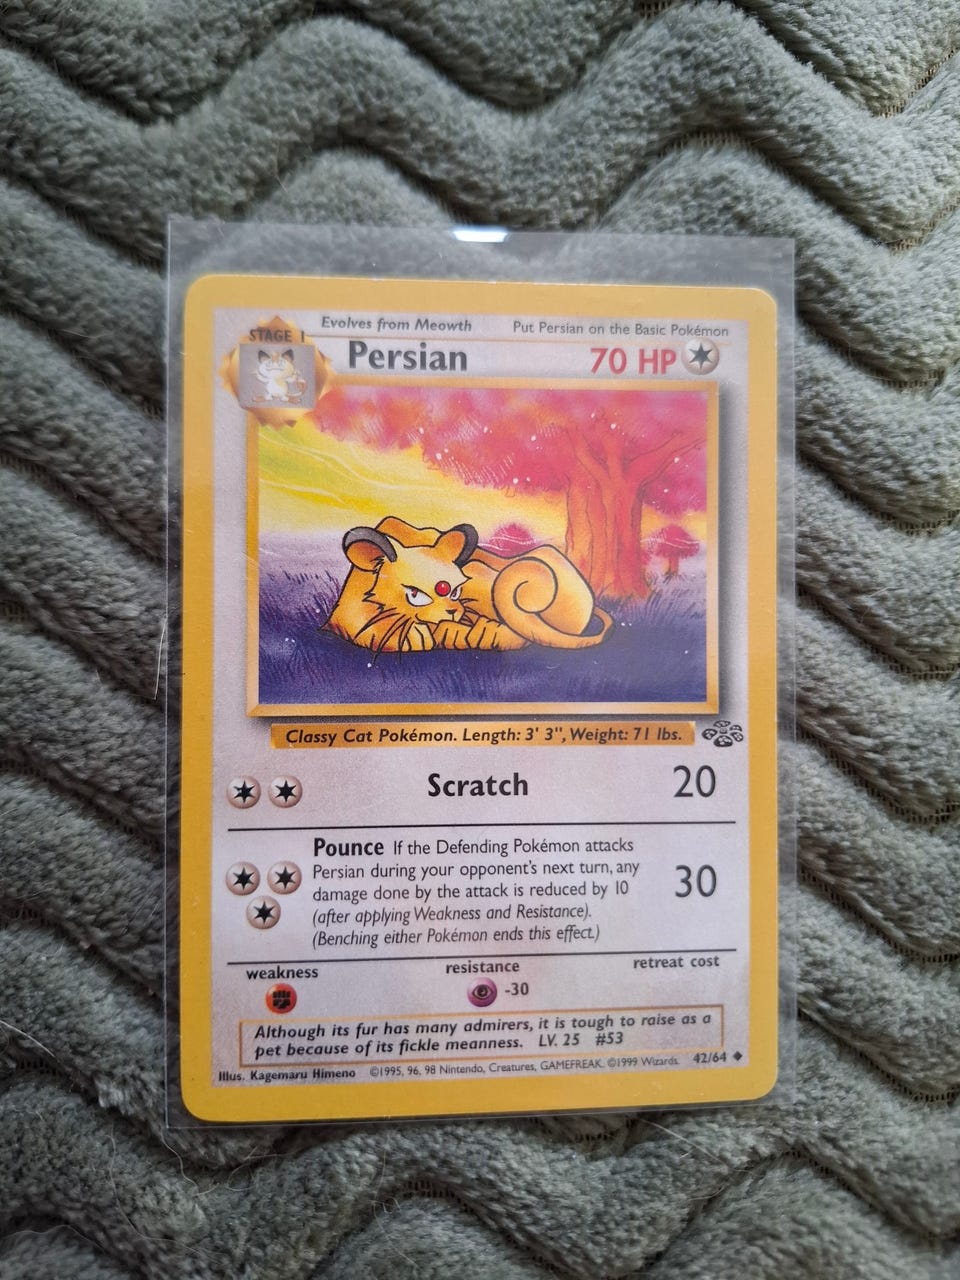 STAGE 1
Evolves from Meowth
Put Persian on the Basic Pokémon
Persian
70 HP
Classy Cat Pokémon. Length: 3' 3", Weight: 71 lbs.
Scratch
20
Pounce If the Defending Pokémon attacks
Persian during your opponent's next turn, any
damage done by the attack is reduced by 10
(after applying Weakness and Resistance).
(Benching either Pokémon ends this effect.)
30
weakness
resistance
retreat cost
-30
Although its fur has many admirers, it is tough to raise as a
pet because of its fickle meanness. LV. 25 #53
Illus. Kagemaru Himeno ©1995, 96, 98 Nintendo, Creatures, GAMEFREAK. ©1999 Wizards. 42/64